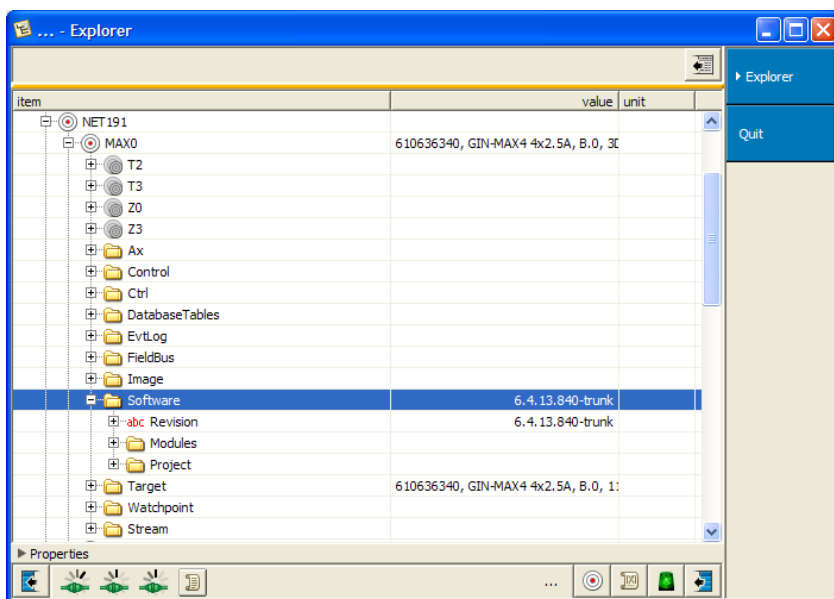 ... - Explorer
Explorer
Quit
item value unit
NET191
MAX0 610636340, GIN-MAX4 4x2.5A, B.0, 3D
T2
T3
Z0
Z3
Ax
Control
Ctrl
DatabaseTables
EvtLog
FieldBus
Image
Software 6.4.13.840-trunk
abc Revision 6.4.13.840-trunk
Modules
Project
Target 610636340, GIN-MAX4 4x2.5A, B.0, 11
Watchpoint
Stream
Properties
...